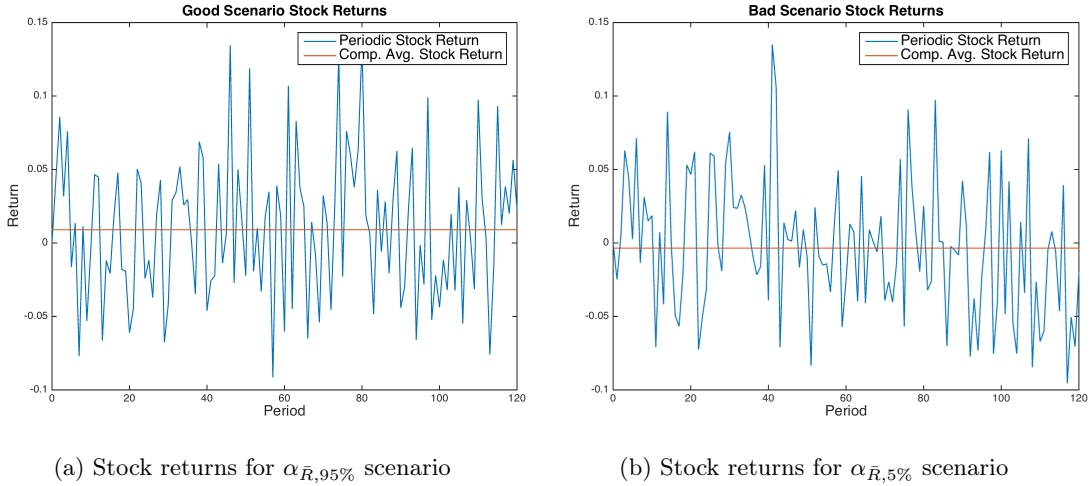 Good Scenario Stock Returns
0.15
0.1
0.05
0
-0.05
-0.1
Return
Periodic Stock Return
Comp. Avg. Stock Return
0 20 40 60 80 100 120
Period
(a) Stock returns for α_{R̄,95%} scenario
Bad Scenario Stock Returns
0.15
0.1
0.05
0
-0.05
-0.1
Return
Periodic Stock Return
Comp. Avg. Stock Return
0 20 40 60 80 100 120
Period
(b) Stock returns for α_{R̄,5%} scenario